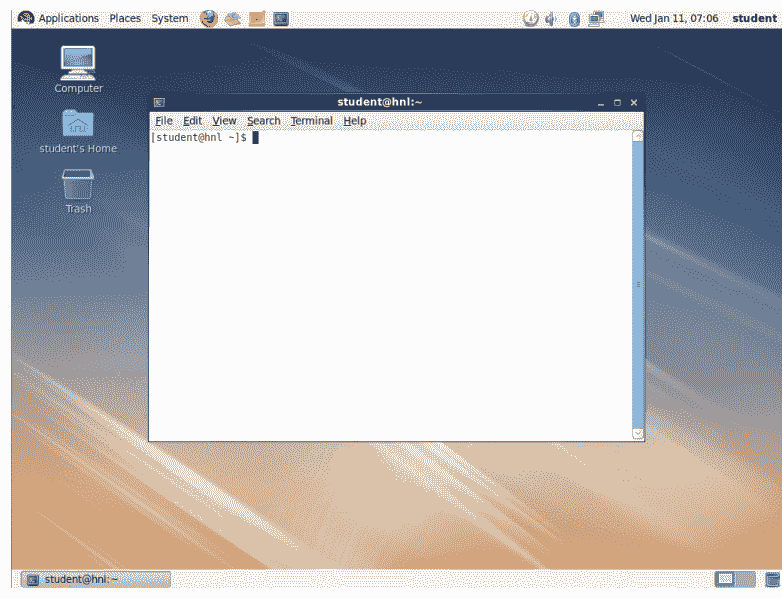 Applications Places System Wed Jan 11, 07:06 student
Computer
student's Home
Trash
student@hnl:~
File Edit View Search Terminal Help
[student@hnl ~]$
student@hnl:~